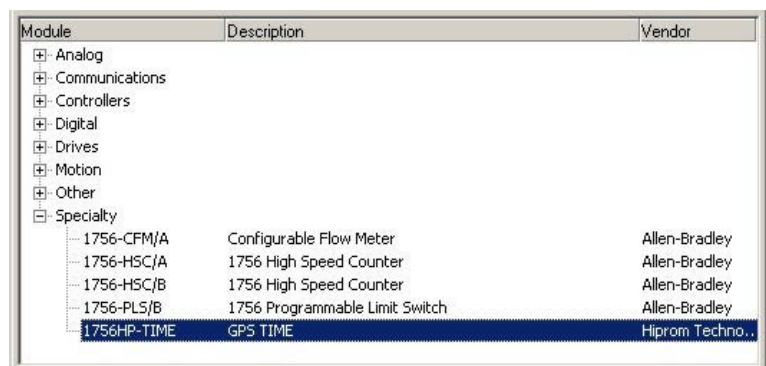 Module Description Vendor
Analog
Communications
Controllers
Digital
Drives
Motion
Other
Specialty
1756-CFM/A Configurable Flow Meter Allen-Bradley
1756-HSC/A 1756 High Speed Counter Allen-Bradley
1756-HSC/B 1756 High Speed Counter Allen-Bradley
1756-PLS/B 1756 Programmable Limit Switch Allen-Bradley
1756HP-TIME GPS TIME Hiprom Techno..